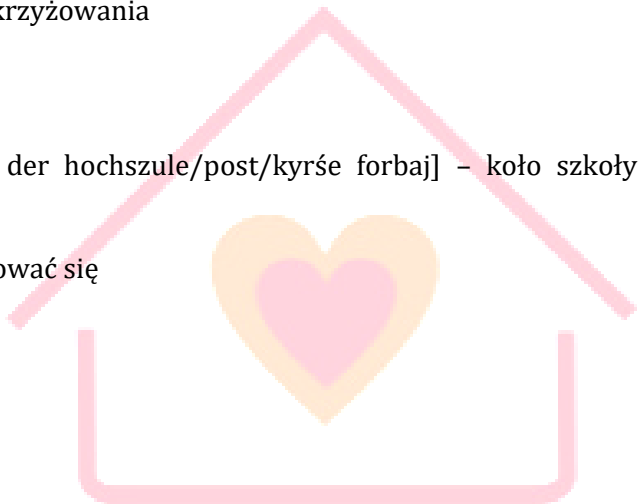 krzyżowania
der hochszule/post/kyrśe forbaj] – koło szkoły
ować się